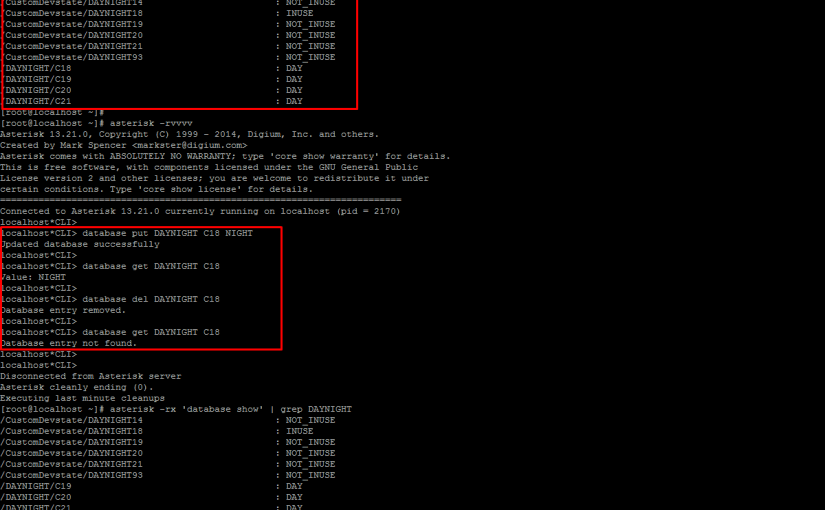 /CustomDevstate/DAYNIGHT14 : NOT_INUSE
/CustomDevstate/DAYNIGHT18 : INUSE
/CustomDevstate/DAYNIGHT19 : NOT_INUSE
/CustomDevstate/DAYNIGHT20 : NOT_INUSE
/CustomDevstate/DAYNIGHT21 : NOT_INUSE
/CustomDevstate/DAYNIGHT93 : NOT_INUSE
/DAYNIGHT/C18 : DAY
/DAYNIGHT/C19 : DAY
/DAYNIGHT/C20 : DAY
/DAYNIGHT/C21 : DAY
[root@localhost ~]#
[root@localhost ~]# asterisk -rvvvv
Asterisk 13.21.0, Copyright (C) 1999 - 2014, Digium, Inc. and others.
Created by Mark Spencer <markster@digium.com>
Asterisk comes with ABSOLUTELY NO WARRANTY; type 'core show warranty' for details.
This is free software, with components licensed under the GNU General Public
License version 2 and other licenses; you are welcome to redistribute it under
certain conditions. Type 'core show license' for details.
=========================================================================
Connected to Asterisk 13.21.0 currently running on localhost (pid = 2170)
localhost*CLI>
localhost*CLI> database put DAYNIGHT C18 NIGHT
Updated database successfully
localhost*CLI>
localhost*CLI> database get DAYNIGHT C18
Value: NIGHT
localhost*CLI>
localhost*CLI> database del DAYNIGHT C18
Database entry removed.
localhost*CLI>
localhost*CLI> database get DAYNIGHT C18
Database entry not found.
localhost*CLI>
localhost*CLI>
Disconnected from Asterisk server
Asterisk cleanly ending (0).
Executing last minute cleanups
[root@localhost ~]# asterisk -rx 'database show' | grep DAYNIGHT
/CustomDevstate/DAYNIGHT14 : NOT_INUSE
/CustomDevstate/DAYNIGHT18 : INUSE
/CustomDevstate/DAYNIGHT19 : NOT_INUSE
/CustomDevstate/DAYNIGHT20 : NOT_INUSE
/CustomDevstate/DAYNIGHT21 : NOT_INUSE
/CustomDevstate/DAYNIGHT93 : NOT_INUSE
/DAYNIGHT/C19 : DAY
/DAYNIGHT/C20 : DAY
/DAYNIGHT/C21 : DAY